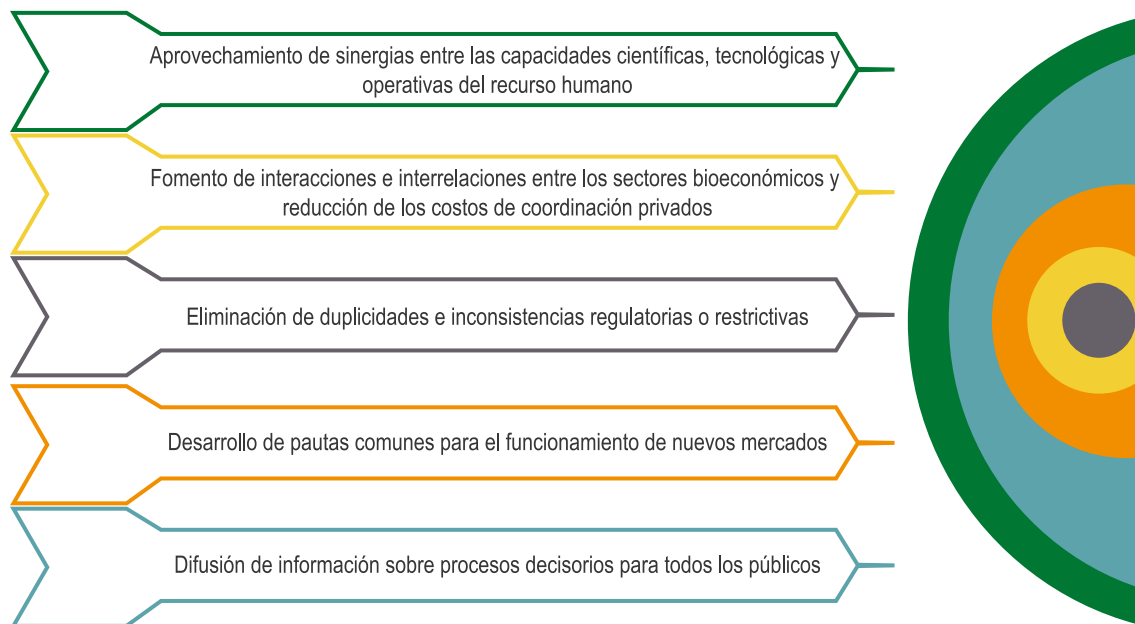 Aprovechamiento de sinergias entre las capacidades científicas, tecnológicas y
operativas del recurso humano
Fomento de interacciones e interrelaciones entre los sectores bioeconómicos y
reducción de los costos de coordinación privados
Eliminación de duplicidades e inconsistencias regulatorias o restrictivas
Desarrollo de pautas comunes para el funcionamiento de nuevos mercados
Difusión de información sobre procesos decisorios para todos los públicos